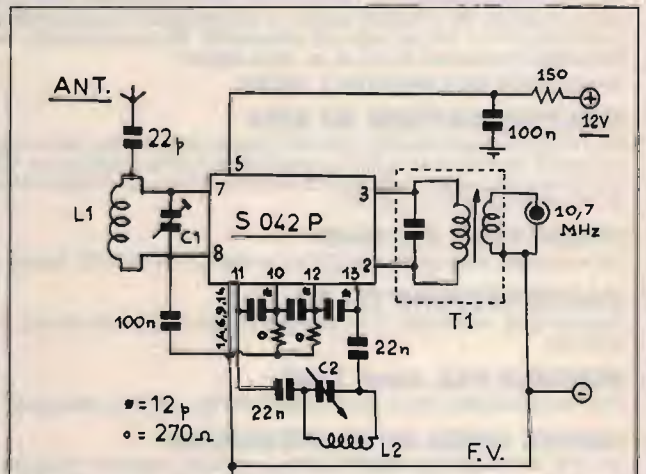 ANT.
22p
L1
C1
7
8
5
S 042 P
3
2
11
10
12
13
1,4,6,9,14
150
+
12V
100n
10,7
MHz
T1
100n
* * *
o o
22n
22n
C2
L2
* = 12p
o = 270Ω
-
F.V.